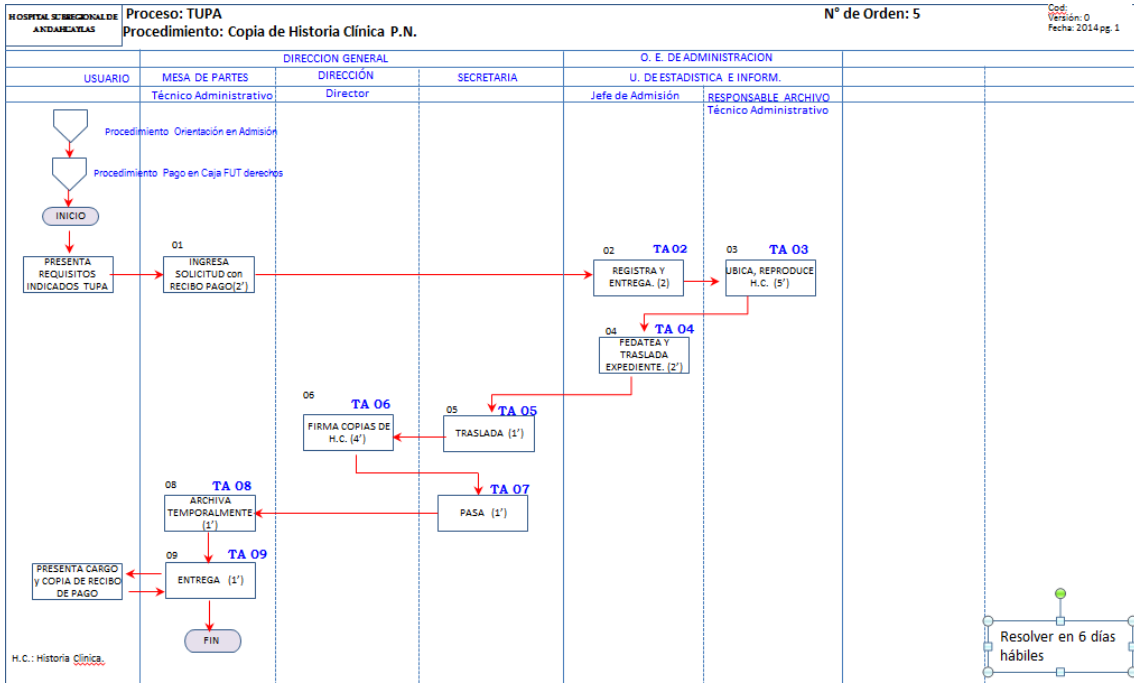 HOSPITAL SUBREGIONAL DE
ANDAHUAYLAS
Proceso: TUPA
Procedimiento: Copia de Historia Clínica P.N.
N° de Orden: 5
Cod:
Versión: 0
Fecha: 2014 pg. 1
DIRECCION GENERAL
O. E. DE ADMINISTRACION
USUARIO
MESA DE PARTES
DIRECCIÓN
SECRETARIA
U. DE ESTADISTICA E INFORM.
Técnico Administrativo
Director
Jefe de Admisión
RESPONSABLE ARCHIVO
Técnico Administrativo
Procedimiento Orientación en Admisión
Procedimiento Pago en Caja FUT derechos
INICIO
PRESENTA
REQUISITOS
INDICADOS TUPA
01
INGRESA
SOLICITUD con
RECIBO PAGO(2')
02
TA 02
REGISTRA Y
ENTREGA. (2)
03
TA 03
UBICA, REPRODUCE
H.C. (5')
04
TA 04
FEDATEA Y
TRASLADA
EXPEDIENTE. (2')
05
TA 05
TRASLADA (1')
06
TA 06
FIRMA COPIAS DE
H.C. (4')
TA 07
PASA (1')
08
TA 08
ARCHIVA
TEMPORALMENTE
(1')
09
TA 09
ENTREGA (1')
PRESENTA CARGO
y COPIA DE RECIBO
DE PAGO
FIN
H.C.: Historia Clinica.
Resolver en 6 días
hábiles